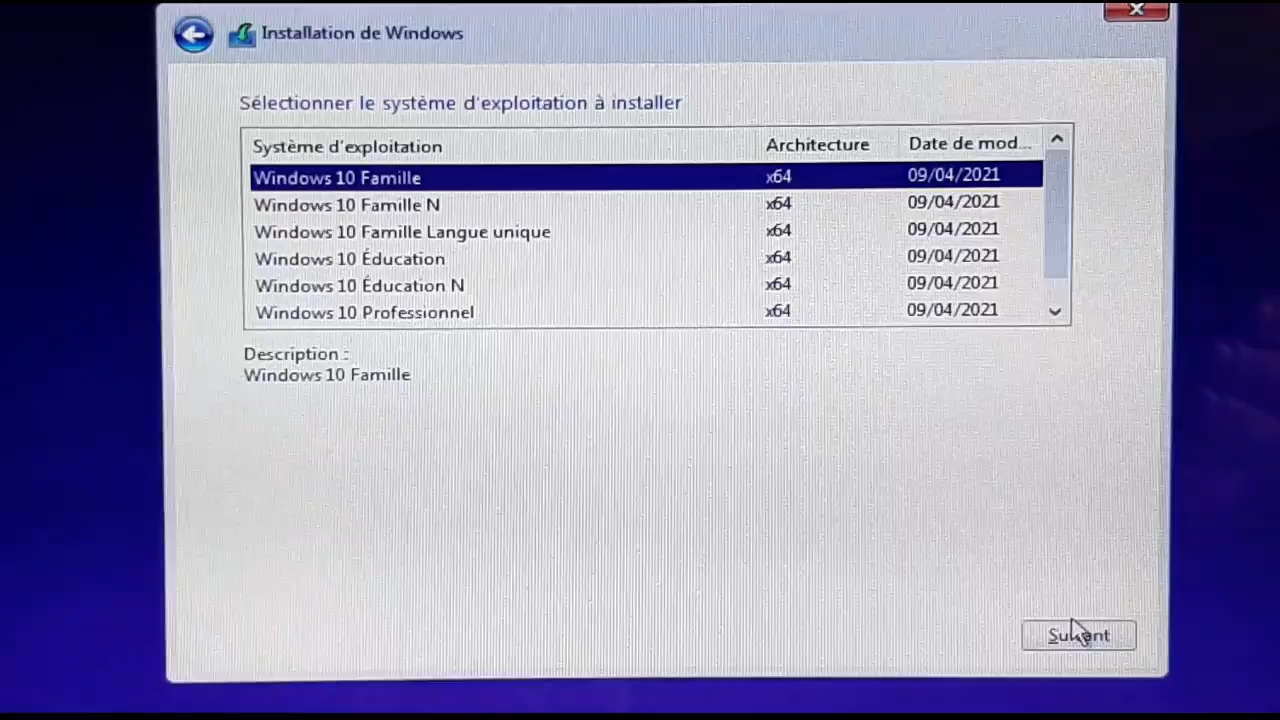 Installation de Windows
Sélectionner le système d'exploitation à installer
Système d'exploitation Architecture Date de mod...
Windows 10 Famille x64 09/04/2021
Windows 10 Famille N x64 09/04/2021
Windows 10 Famille Langue unique x64 09/04/2021
Windows 10 Éducation x64 09/04/2021
Windows 10 Éducation N x64 09/04/2021
Windows 10 Professionnel x64 09/04/2021
Description :
Windows 10 Famille
Suivant